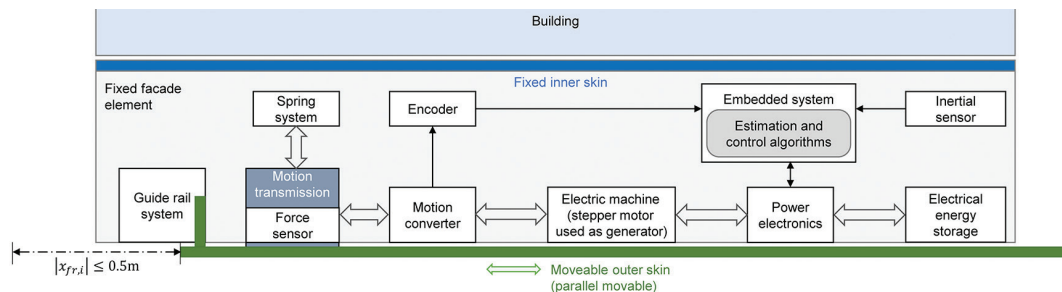 Building
Fixed inner skin
Fixed facade
element
Spring
system
Encoder
Embedded system
Estimation and
control algorithms
Inertial
sensor
Guide rail
system
Motion
transmission
Force
sensor
Motion
converter
Electric machine
(stepper motor
used as generator)
Power
electronics
Electrical
energy
storage
|x_{fr,i}| ≤ 0.5m
Moveable outer skin
(parallel movable)